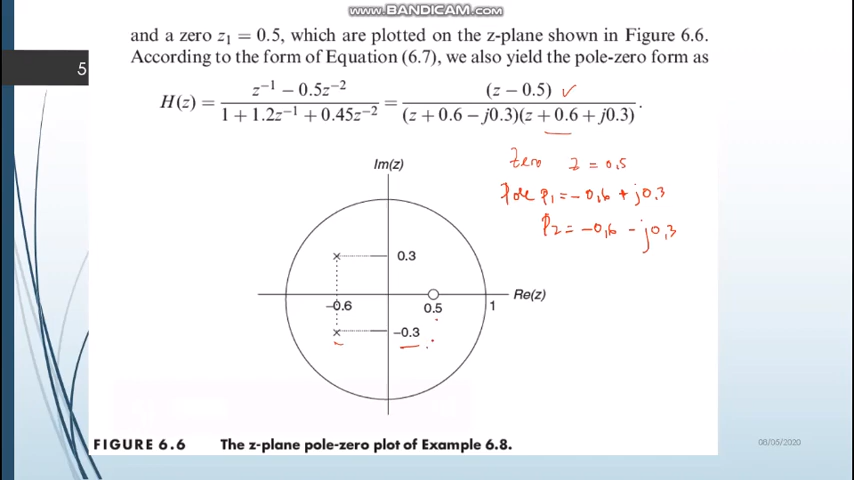 www.BANDICAM.com
and a zero z₁ = 0.5, which are plotted on the z-plane shown in Figure 6.6.
According to the form of Equation (6.7), we also yield the pole-zero form as
5
H(z) = (z⁻¹ − 0.5z⁻²)/(1 + 1.2z⁻¹ + 0.45z⁻²) = (z − 0.5)/((z + 0.6 − j0.3)(z + 0.6 + j0.3)).
Zero z = 0.5
Pole P₁ = -0,6 + j0.3
P₂ = -0,6 - j0,3
Im(z)
0.3
Re(z)
−0.6
0.5
1
−0.3
FIGURE 6.6 The z-plane pole-zero plot of Example 6.8.
08/05/2020